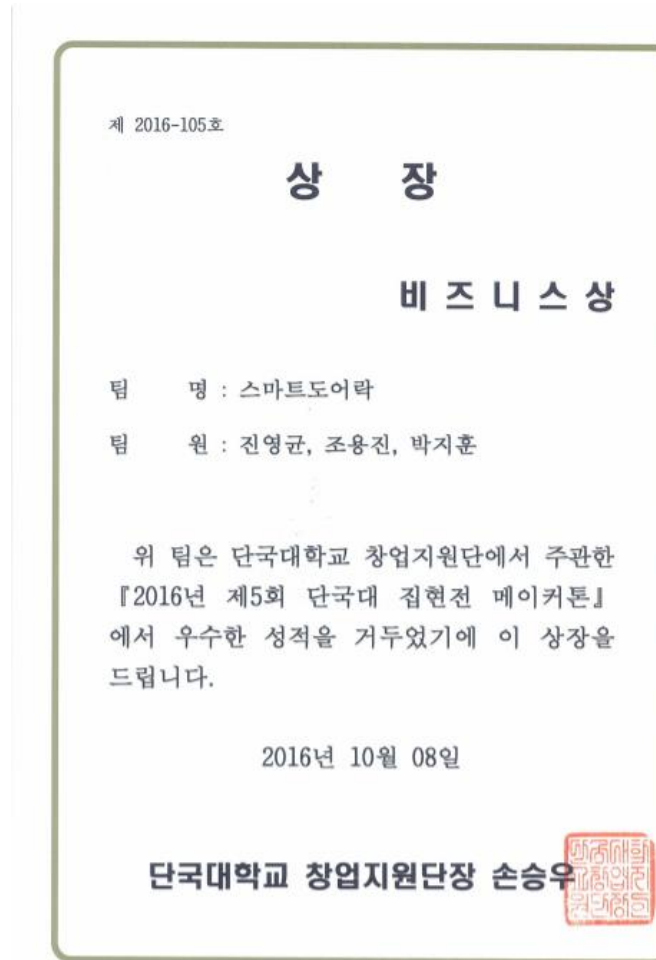 제 2016-105호
상 장
비즈니스상
팀 명 : 스마트도어락
팀 원 : 진영균, 조용진, 박지훈
위 팀은 단국대학교 창업지원단에서 주관한
『2016년 제5회 단국대 집현전 메이커톤』
에서 우수한 성적을 거두었기에 이 상장을
드립니다.
2016년 10월 08일
단국대학교 창업지원단장 손승우